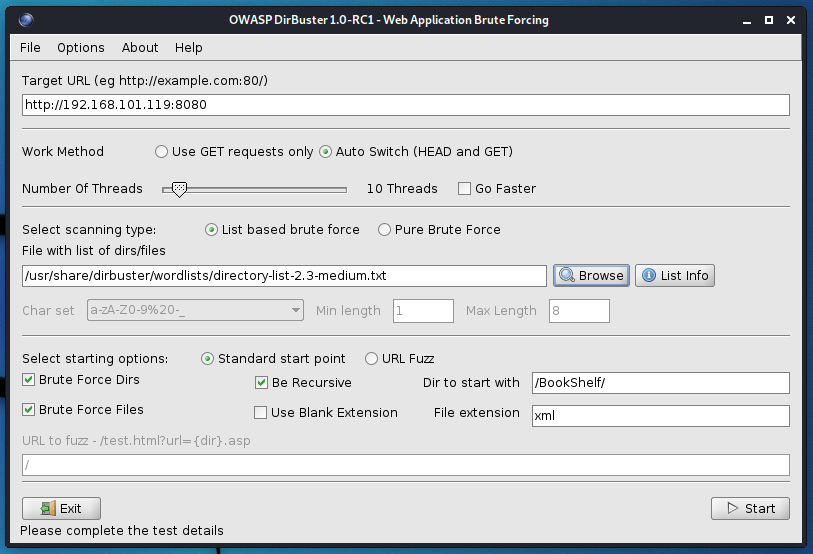 OWASP DirBuster 1.0-RC1 - Web Application Brute Forcing
File Options About Help
Target URL (eg http://example.com:80/)
http://192.168.101.119:8080
Work Method Use GET requests only Auto Switch (HEAD and GET)
Number Of Threads 10 Threads Go Faster
Select scanning type: List based brute force Pure Brute Force
File with list of dirs/files
/usr/share/dirbuster/wordlists/directory-list-2.3-medium.txt Browse List Info
Char set a-zA-Z0-9%20-_ Min length 1 Max Length 8
Select starting options: Standard start point URL Fuzz
Brute Force Dirs Be Recursive Dir to start with /BookShelf/
Brute Force Files Use Blank Extension File extension xml
URL to fuzz - /test.html?url={dir}.asp
/
Exit Start
Please complete the test details